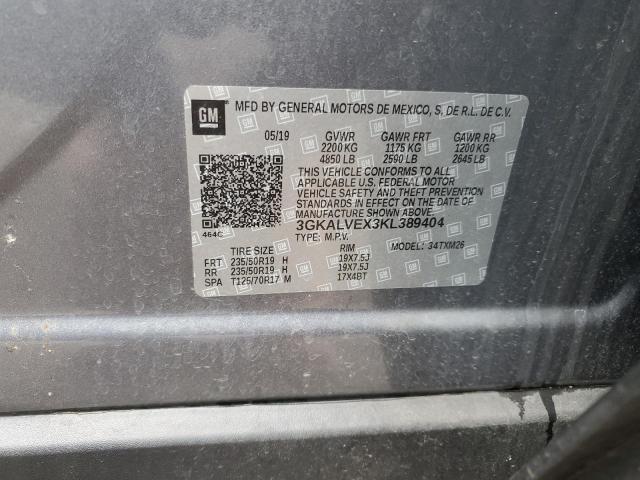 GM
MFD BY GENERAL MOTORS DE MEXICO, S. DE R.L. DE C.V.
05/19 GVWR GAWR FRT GAWR RR
2200 KG 1175 KG 1200 KG
4850 LB 2590 LB 2645 LB
THIS VEHICLE CONFORMS TO ALL
APPLICABLE U.S. FEDERAL MOTOR
VEHICLE SAFETY AND THEFT PREVENTION
STANDARDS IN EFFECT ON THE DATE OF
MANUFACTURE SHOWN ABOVE.
3GKALVEX3KL389404
464C TYPE: M.P.V. MODEL: 34TXM26
TIRE SIZE RIM
FRT 235/50R19 H 19X7.5J
RR 235/50R19 H 19X7.5J
SPA T125/70R17 M 17X4BT